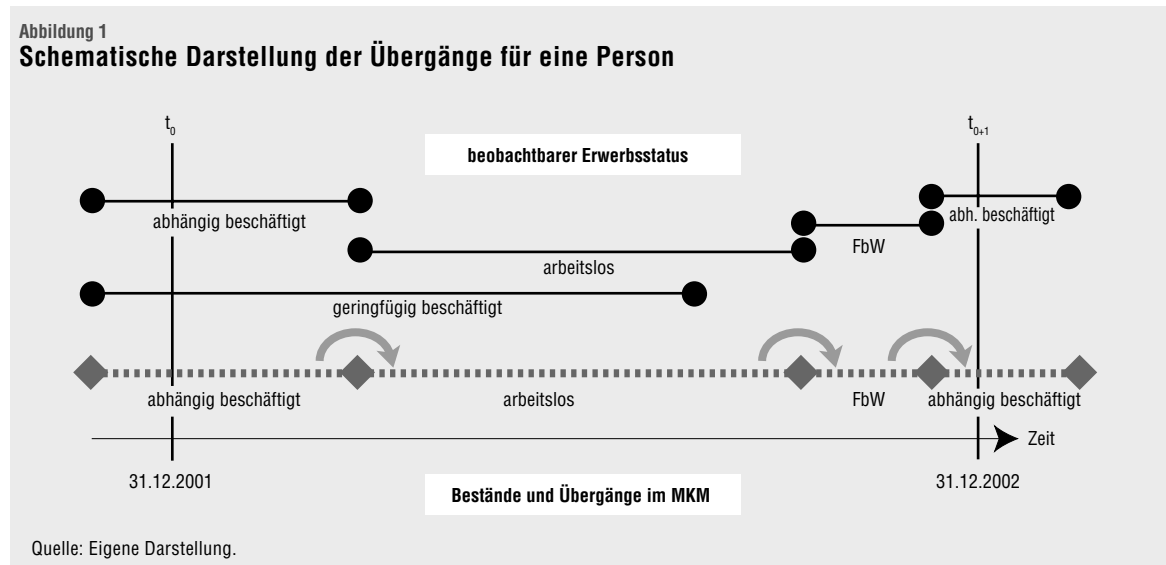 Abbildung 1
Schematische Darstellung der Übergänge für eine Person
t0
t0+1
beobachtbarer Erwerbsstatus
abhängig beschäftigt
abh. beschäftigt
FbW
arbeitslos
geringfügig beschäftigt
abhängig beschäftigt
arbeitslos
FbW
abhängig beschäftigt
Zeit
31.12.2001
31.12.2002
Bestände und Übergänge im MKM
Quelle: Eigene Darstellung.